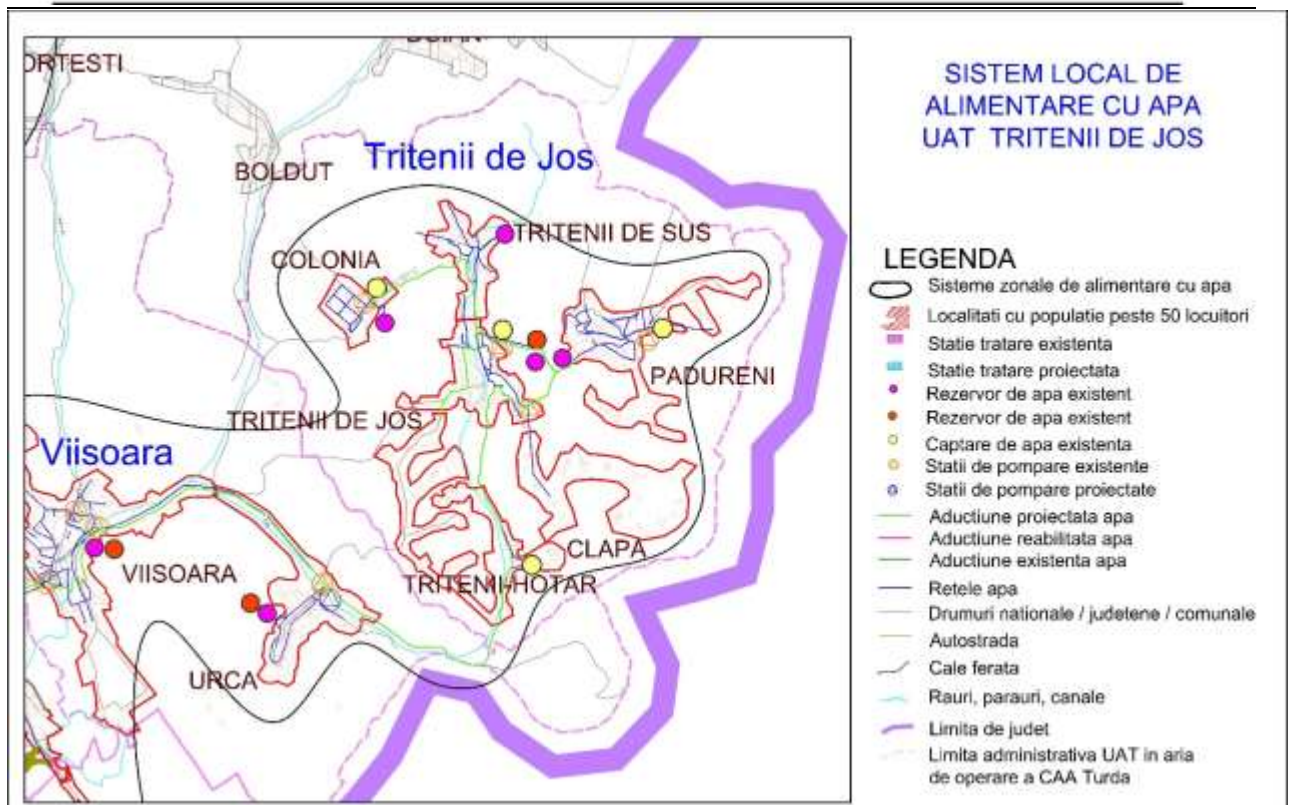 SISTEM LOCAL DE
ALIMENTARE CU APA
UAT TRITENII DE JOS
BOLDUT
Tritenii de Jos
TRITENII DE SUS
COLONIA
PADURENI
TRITENII DE JOS
Viisoara
CLAPA
TRITENII-HOTAR
VIISOARA
URCA
LEGENDA
Sisteme zonale de alimentare cu apa
Localitati cu populatie peste 50 locuitori
Statie tratare existenta
Statie tratare proiectata
Rezervor de apa existent
Rezervor de apa existent
Captare de apa existenta
Statii de pompare existente
Statii de pompare proiectate
Aductiune proiectata apa
Aductiune reabilitata apa
Aductiune existenta apa
Retele apa
Drumuri nationale / judetene / comunale
Autostrada
Cale ferata
Rauri, parauri, canale
Limita de judet
Limita administrativa UAT in aria
de operare a CAA Turda